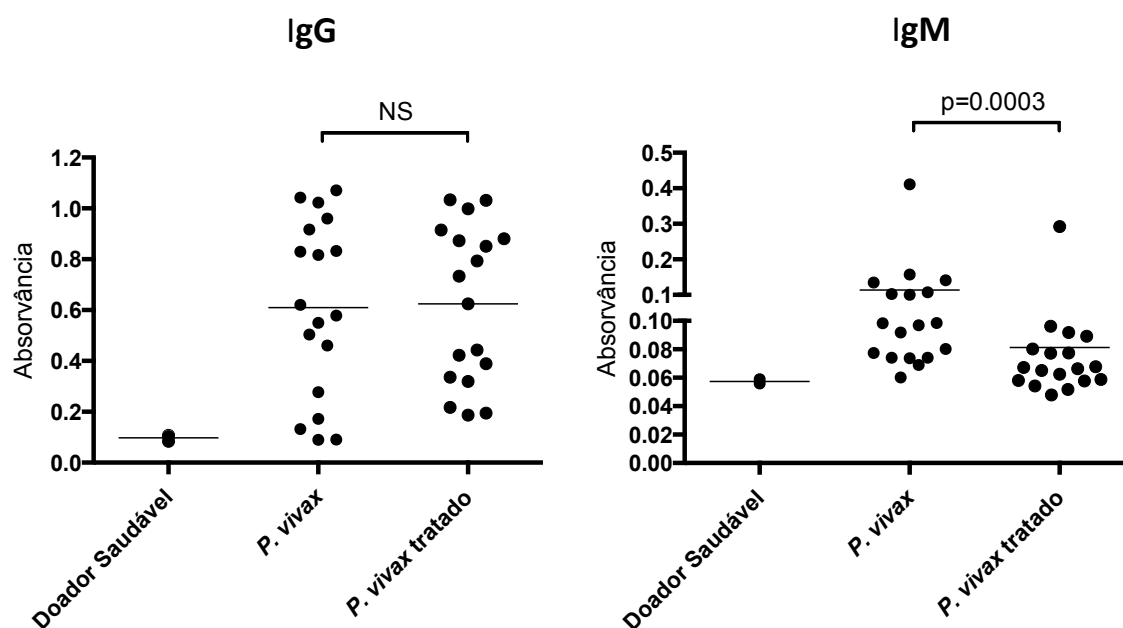 IgG
NS
1.2
1.0
0.8
0.6
0.4
0.2
0.0
Absorvância
Doador Saudável
P. vivax
P. vivax tratado
IgM
p=0.0003
0.5
0.4
0.3
0.2
0.1
0.10
0.08
0.06
0.04
0.02
0.00
Absorvância
Doador Saudável
P. vivax
P. vivax tratado